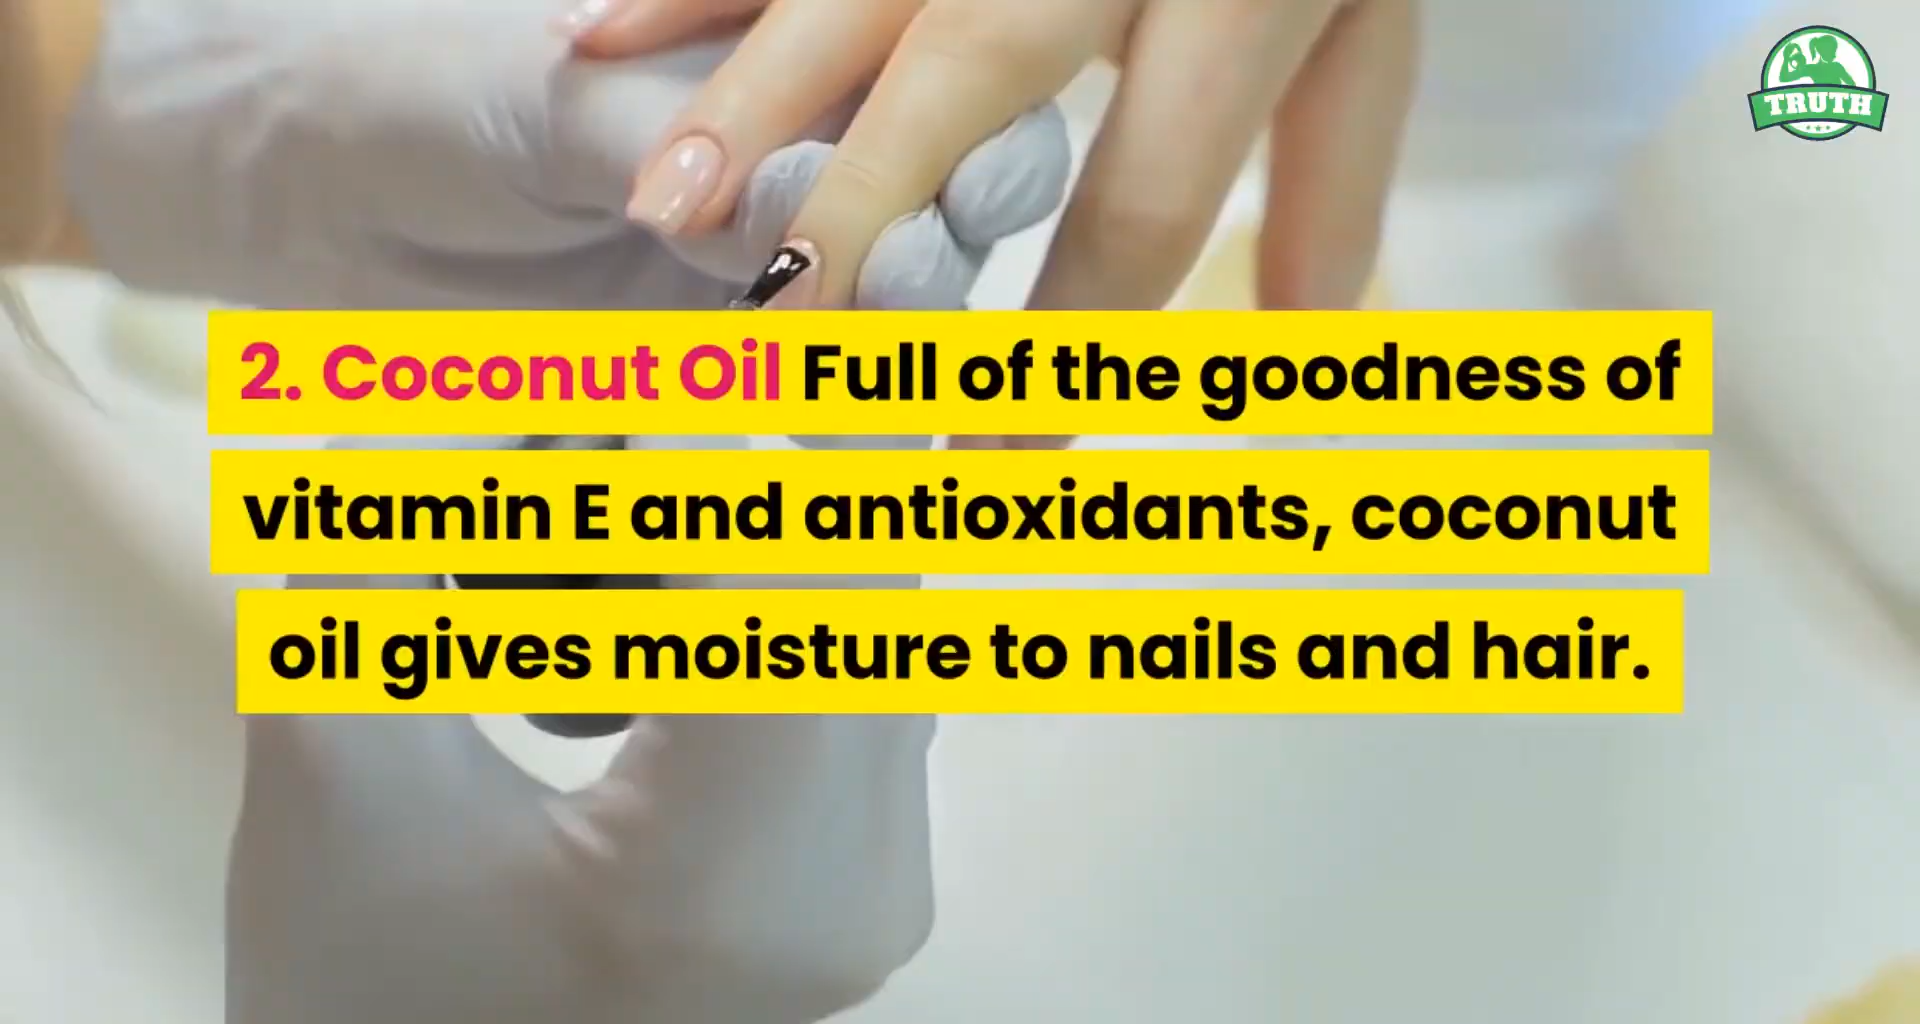 TRUTH
2. Coconut Oil Full of the goodness of
vitamin E and antioxidants, coconut
oil gives moisture to nails and hair.